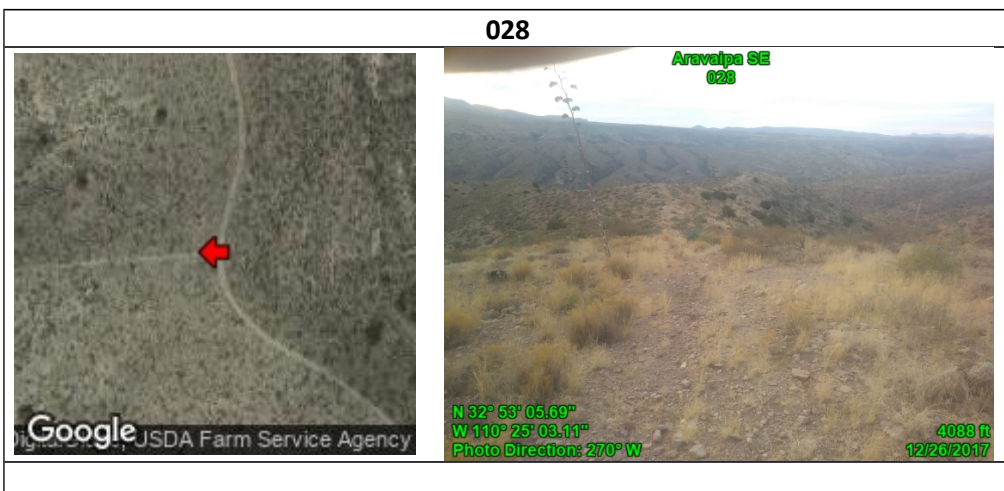 028
Aravaipa SE
028
N 32° 53' 05.69"
W 110° 25' 03.11"
Photo Direction: 270° W
4088 ft
12/26/2017
Google
USDA Farm Service Agency